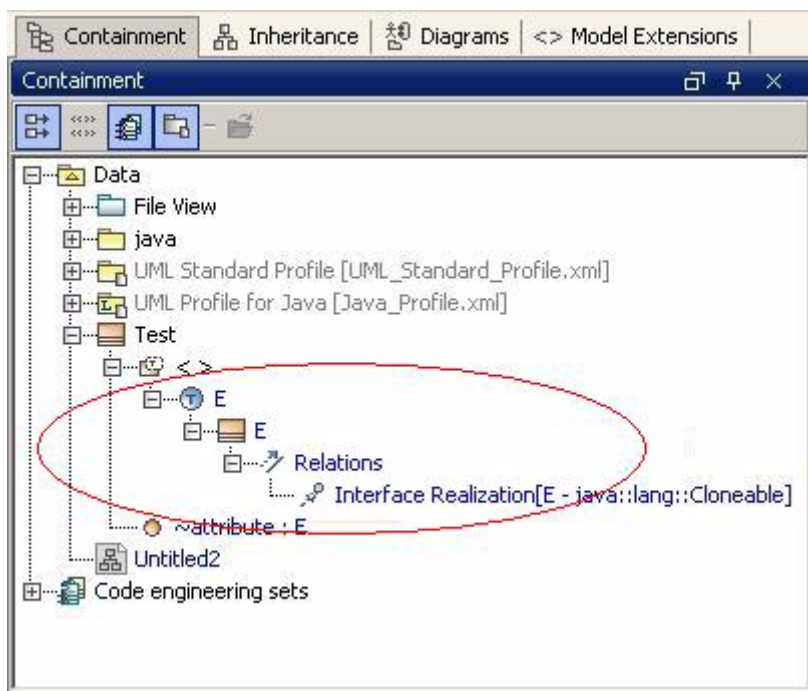 Containment Inheritance Diagrams <> Model Extensions
Containment
Data
File View
java
UML Standard Profile [UML_Standard_Profile.xml]
UML Profile for Java [Java_Profile.xml]
Test
<>
E
E
Relations
Interface Realization[E - java::lang::Cloneable]
~attribute : E
Untitled2
Code engineering sets